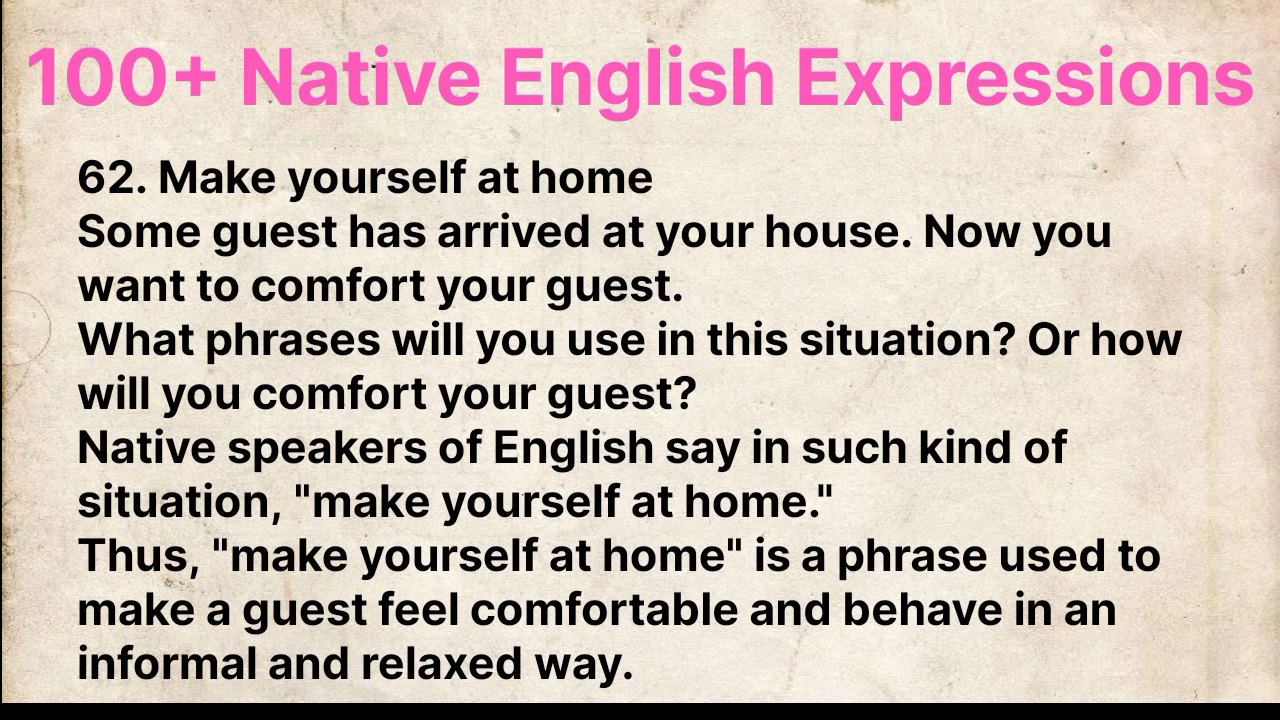 100+ Native English Expressions
62. Make yourself at home
Some guest has arrived at your house. Now you
want to comfort your guest.
What phrases will you use in this situation? Or how
will you comfort your guest?
Native speakers of English say in such kind of
situation, "make yourself at home."
Thus, "make yourself at home" is a phrase used to
make a guest feel comfortable and behave in an
informal and relaxed way.